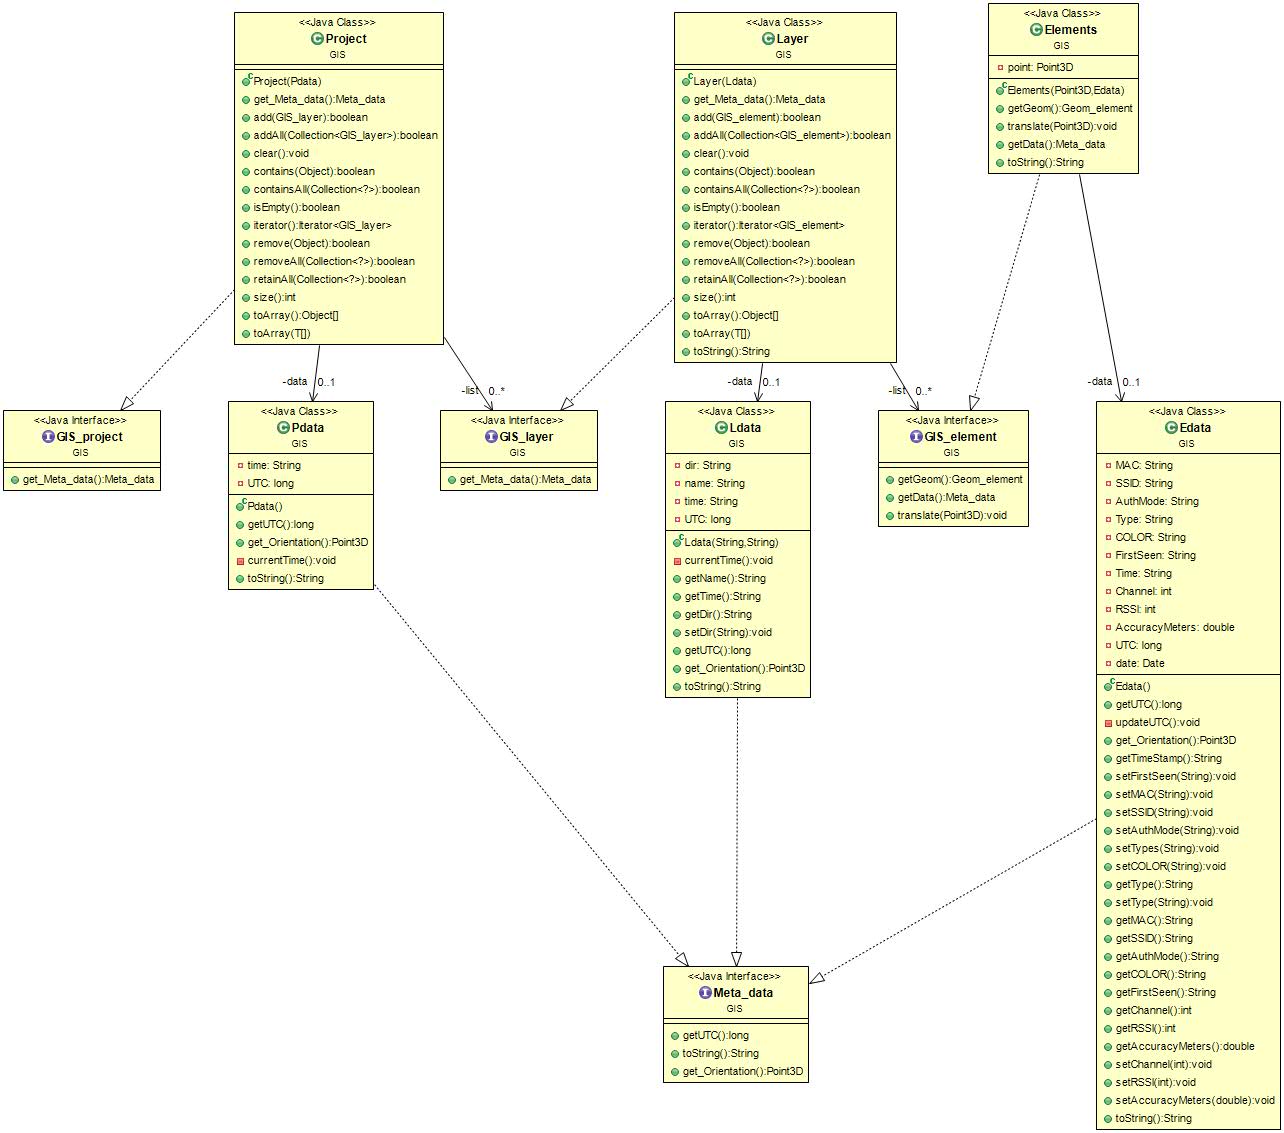 <<Java Class>>
Project
GIS
Project(Pdata)
get_Meta_data():Meta_data
add(GIS_layer):boolean
addAll(Collection<GIS_layer>):boolean
clear():void
contains(Object):boolean
containsAll(Collection<?>):boolean
isEmpty():boolean
iterator():Iterator<GIS_layer>
remove(Object):boolean
removeAll(Collection<?>):boolean
retainAll(Collection<?>):boolean
size():int
toArray():Object[]
toArray(T[])
<<Java Class>>
Layer
GIS
Layer(Ldata)
get_Meta_data():Meta_data
add(GIS_element):boolean
addAll(Collection<GIS_element>):boolean
clear():void
contains(Object):boolean
containsAll(Collection<?>):boolean
isEmpty():boolean
iterator():Iterator<GIS_element>
remove(Object):boolean
removeAll(Collection<?>):boolean
retainAll(Collection<?>):boolean
size():int
toArray():Object[]
toArray(T[])
toString():String
<<Java Class>>
Elements
GIS
point: Point3D
Elements(Point3D,Edata)
getGeom():Geom_element
translate(Point3D):void
getData():Meta_data
toString():String
-data 0..1
-list 0..*
-data 0..1
-list 0..*
-data 0..1
<<Java Interface>>
GIS_project
GIS
get_Meta_data():Meta_data
<<Java Class>>
Pdata
GIS
time: String
UTC: long
Pdata()
getUTC():long
get_Orientation():Point3D
currentTime():void
toString():String
<<Java Interface>>
GIS_layer
GIS
get_Meta_data():Meta_data
<<Java Class>>
Ldata
GIS
dir: String
name: String
time: String
UTC: long
Ldata(String,String)
currentTime():void
getName():String
getTime():String
getDir():String
setDir(String):void
getUTC():long
get_Orientation():Point3D
toString():String
<<Java Interface>>
GIS_element
GIS
getGeom():Geom_element
getData():Meta_data
translate(Point3D):void
<<Java Class>>
Edata
GIS
MAC: String
SSID: String
AuthMode: String
Type: String
COLOR: String
FirstSeen: String
Time: String
Channel: int
RSSI: int
AccuracyMeters: double
UTC: long
date: Date
Edata()
getUTC():long
updateUTC():void
get_Orientation():Point3D
getTimeStamp():String
setFirstSeen(String):void
setMAC(String):void
setSSID(String):void
setAuthMode(String):void
setTypes(String):void
setCOLOR(String):void
getType():String
setType(String):void
getMAC():String
getSSID():String
getAuthMode():String
getCOLOR():String
getFirstSeen():String
getChannel():int
getRSSI():int
getAccuracyMeters():double
setChannel(int):void
setRSSI(int):void
setAccuracyMeters(double):void
toString():String
<<Java Interface>>
Meta_data
GIS
getUTC():long
toString():String
get_Orientation():Point3D